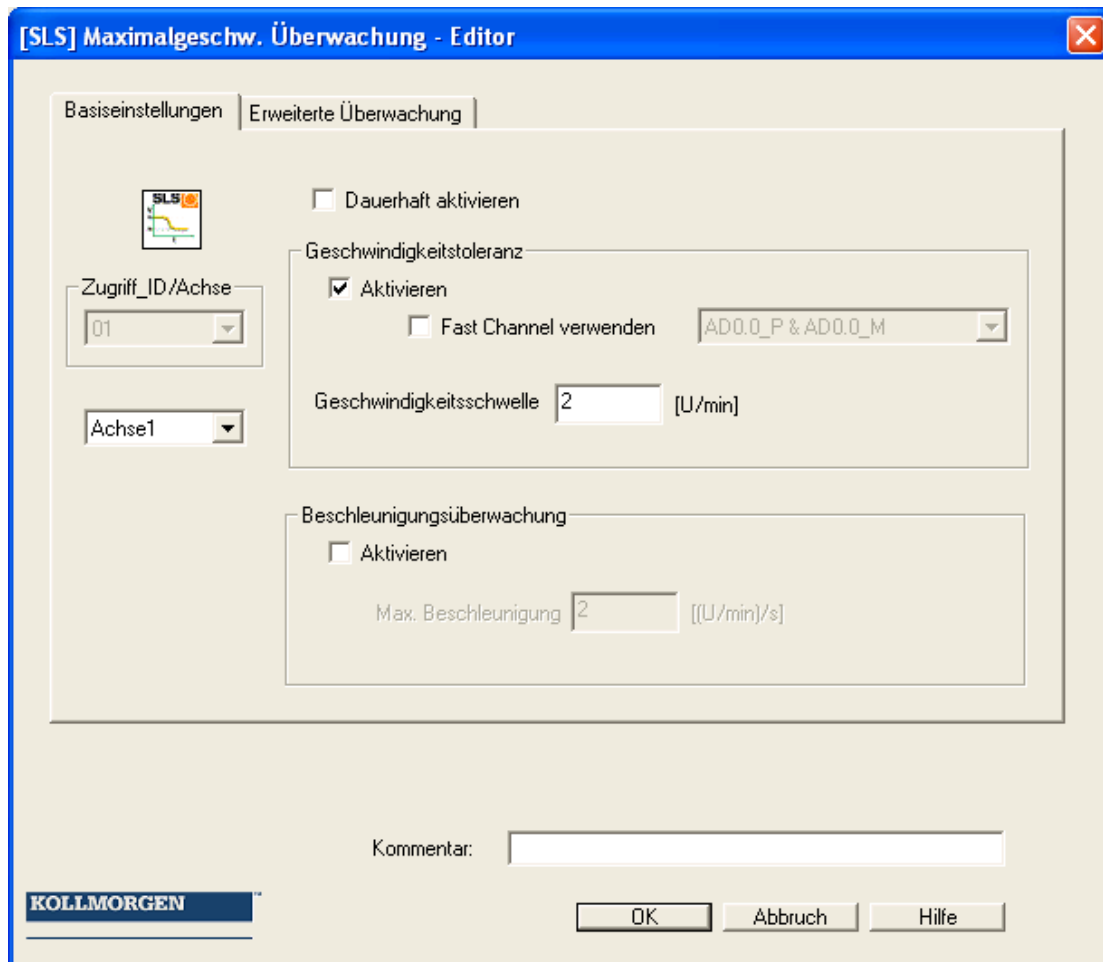 [SLS] Maximalgeschw. Überwachung - Editor
Basiseinstellungen
Erweiterte Überwachung
SLS
Dauerhaft aktivieren
Zugriff_ID/Achse
01
Achse1
Geschwindigkeitstoleranz
Aktivieren
Fast Channel verwenden
AD0.0_P & AD0.0_M
Geschwindigkeitsschwelle 2 [U/min]
Beschleunigungsüberwachung
Aktivieren
Max. Beschleunigung 2 [(U/min)/s]
Kommentar:
KOLLMORGEN
OK
Abbruch
Hilfe